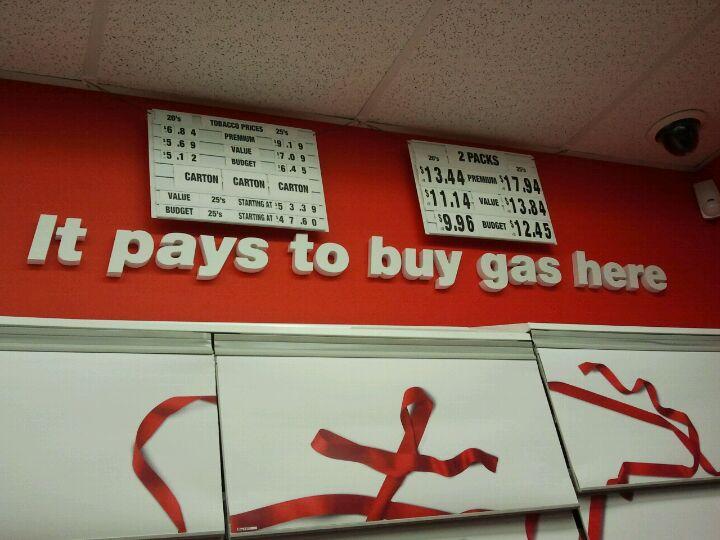 20's TOBACCO PRICES 25's
$6.84 PREMIUM $9.19
$5.69 VALUE $7.09
$5.12 BUDGET $6.45
CARTON CARTON CARTON
VALUE 25's STARTING AT $53.39
BUDGET 25's STARTING AT $47.60
20's 2 PACKS 25's
$13.44 PREMIUM $17.94
$11.14 VALUE $13.84
$9.96 BUDGET $12.45
It pays to buy gas here